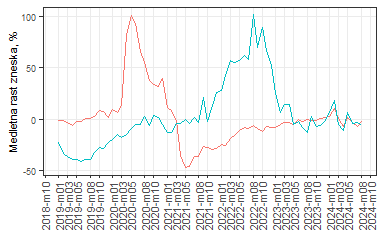 Medletna rast zneska, %
100
50
0
-50
2018-m10
2019-m01
2019-m03
2019-m05
2019-m08
2019-m10
2020-m01
2020-m03
2020-m05
2020-m08
2020-m10
2021-m01
2021-m03
2021-m05
2021-m08
2021-m10
2022-m01
2022-m03
2022-m05
2022-m08
2022-m10
2023-m01
2023-m03
2023-m05
2023-m08
2023-m10
2024-m01
2024-m03
2024-m05
2024-m08
2024-m10